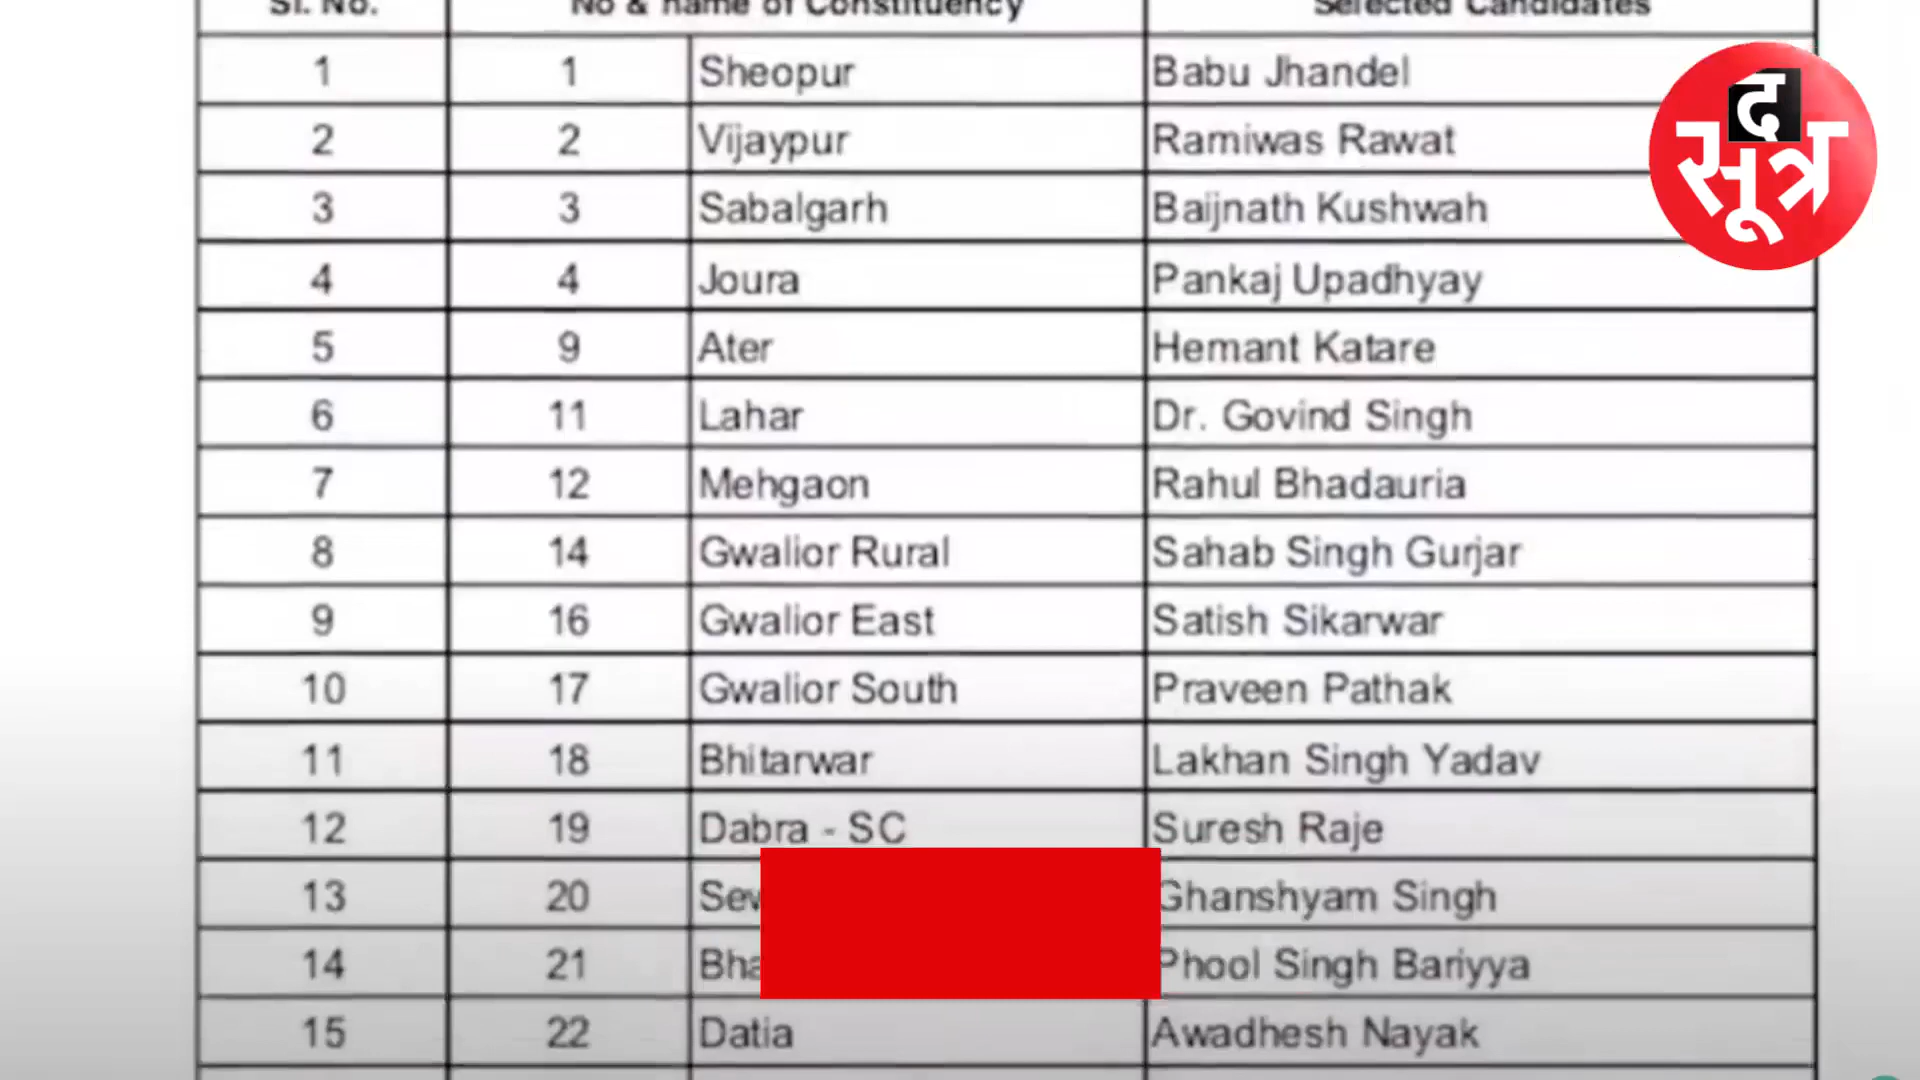 Sl. No. No & name of Constituency Selected Candidates
1 1 Sheopur Babu Jhandel
2 2 Vijaypur Ramiwas Rawat
3 3 Sabalgarh Baijnath Kushwah
4 4 Joura Pankaj Upadhyay
5 9 Ater Hemant Katare
6 11 Lahar Dr. Govind Singh
7 12 Mehgaon Rahul Bhadauria
8 14 Gwalior Rural Sahab Singh Gurjar
9 16 Gwalior East Satish Sikarwar
10 17 Gwalior South Praveen Pathak
11 18 Bhitarwar Lakhan Singh Yadav
12 19 Dabra - SC Suresh Raje
13 20 Ghanshyam Singh
14 21 Phool Singh Bariyya
15 22 Datia Awadhesh Nayak
द
सूत्र